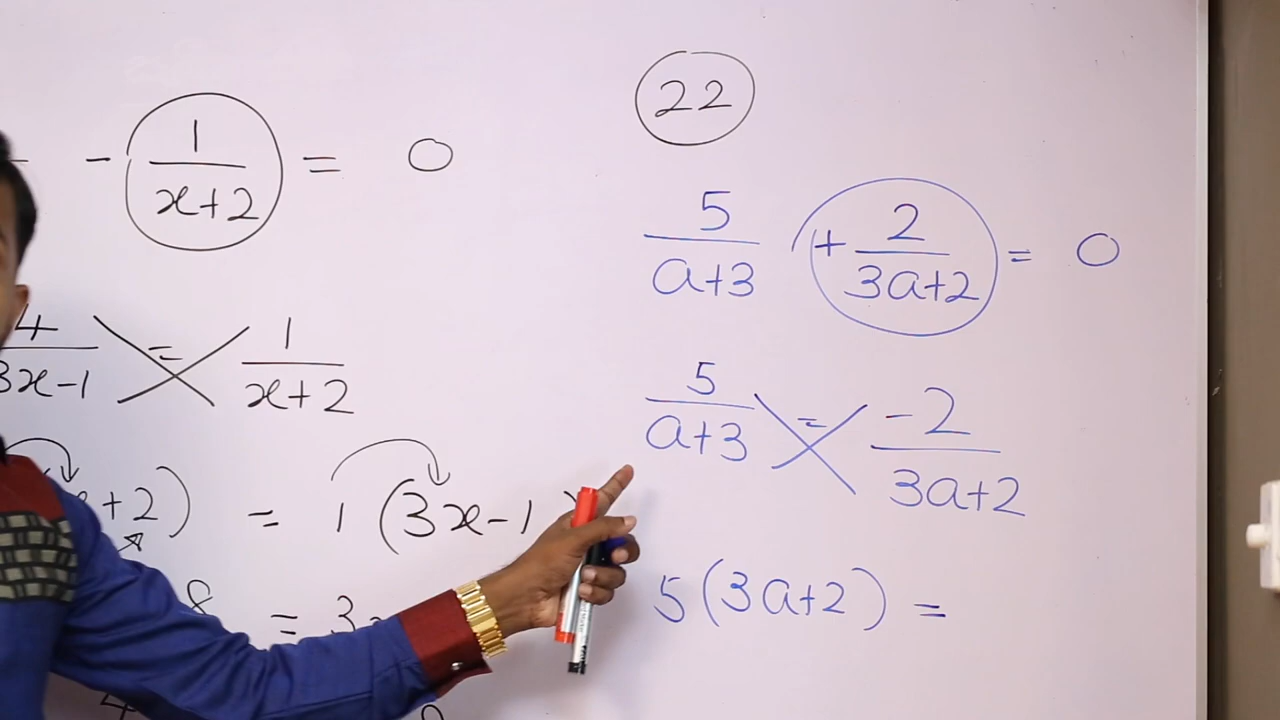 - 1/(x+2) = 0
4/(3x-1) = 1/(x+2)
+2) = 1(3x-1
8 = 3
22
5/(a+3) + 2/(3a+2) = 0
5/(a+3) = -2/(3a+2)
5(3a+2) =